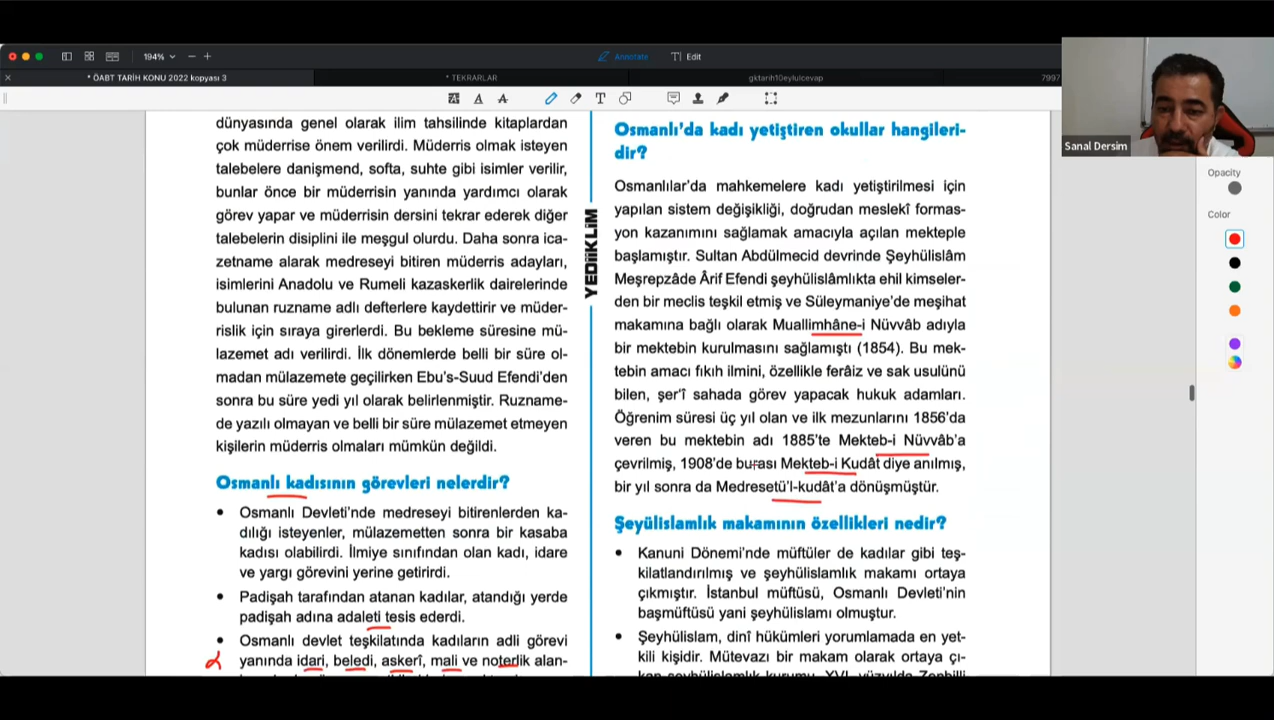 194%
Annotate
Edit
* ÖABT TARİH KONU 2022 kopyası 3
* TEKRARLAR
gktarih10eylulcevap
7997
Sanal Dersim
Opacity
Color
dünyasında genel olarak ilim tahsilinde kitaplardan
çok müderrise önem verilirdi. Müderris olmak isteyen
talebelere danişmend, softa, suhte gibi isimler verilir,
bunlar önce bir müderrisin yanında yardımcı olarak
görev yapar ve müderrisin dersini tekrar ederek diğer
talebelerin disiplini ile meşgul olurdu. Daha sonra ica-
zetname alarak medreseyi bitiren müderris adayları,
isimlerini Anadolu ve Rumeli kazaskerlik dairelerinde
bulunan ruzname adlı defterlere kaydettirir ve müder-
rislik için sıraya girerlerdi. Bu bekleme süresine mü-
lazemet adı verilirdi. İlk dönemlerde belli bir süre ol-
madan mülazemete geçilirken Ebu's-Suud Efendi'den
sonra bu süre yedi yıl olarak belirlenmiştir. Ruzname-
de yazılı olmayan ve belli bir süre mülazemet etmeyen
kişilerin müderris olmaları mümkün değildi.
Osmanlı kadısının görevleri nelerdir?
• Osmanlı Devleti'nde medreseyi bitirenlerden ka-
dılığı isteyenler, mülazemetten sonra bir kasaba
kadısı olabilirdi. İlmiye sınıfından olan kadı, idare
ve yargı görevini yerine getirirdi.
• Padişah tarafından atanan kadılar, atandığı yerde
padişah adına adaleti tesis ederdi.
• Osmanlı devlet teşkilatında kadıların adli görevi
yanında idari, beledi, askerî, mali ve noterlik alan-
YEDİİKLİM
Osmanlı'da kadı yetiştiren okullar hangileri-
dir?
Osmanlılar'da mahkemelere kadı yetiştirilmesi için
yapılan sistem değişikliği, doğrudan meslekî formas-
yon kazanımını sağlamak amacıyla açılan mekteple
başlamıştır. Sultan Abdülmecid devrinde Şeyhülislâm
Meşrepzâde Ârif Efendi şeyhülislâmlıkta ehil kimseler-
den bir meclis teşkil etmiş ve Süleymaniye'de meşihat
makamına bağlı olarak Muallimhâne-i Nüvvâb adıyla
bir mektebin kurulmasını sağlamıştı (1854). Bu mek-
tebin amacı fıkıh ilmini, özellikle ferâiz ve sak usulünü
bilen, şer'î sahada görev yapacak hukuk adamları.
Öğrenim süresi üç yıl olan ve ilk mezunlarını 1856'da
veren bu mektebin adı 1885'te Mekteb-i Nüvvâb'a
çevrilmiş, 1908'de burası Mekteb-i Kudât diye anılmış,
bir yıl sonra da Medresetü'l-kudât'a dönüşmüştür.
Şeyülislamlık makamının özellikleri nedir?
• Kanuni Dönemi'nde müftüler de kadılar gibi teş-
kilatlandırılmış ve şeyhülislamlık makamı ortaya
çıkmıştır. İstanbul müftüsü, Osmanlı Devleti'nin
başmüftüsü yani şeyhülislamı olmuştur.
• Şeyhülislam, dinî hükümleri yorumlamada en yet-
kili kişidir. Mütevazı bir makam olarak ortaya çı-
kan şeyhülislamlık kurumu, XVI. yüzyılda Zenbilli